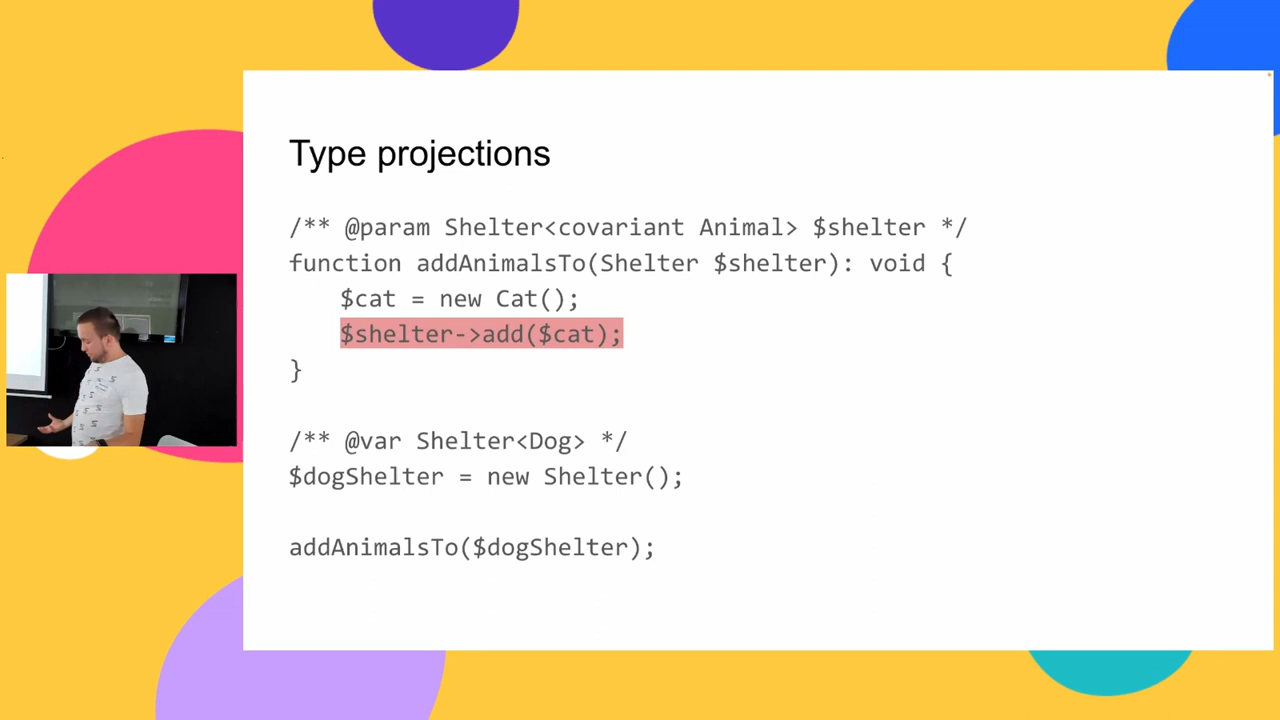 Type projections
/** @param Shelter<covariant Animal> $shelter */
function addAnimalsTo(Shelter $shelter): void {
$cat = new Cat();
$shelter->add($cat);
}
/** @var Shelter<Dog> */
$dogShelter = new Shelter();
addAnimalsTo($dogShelter);